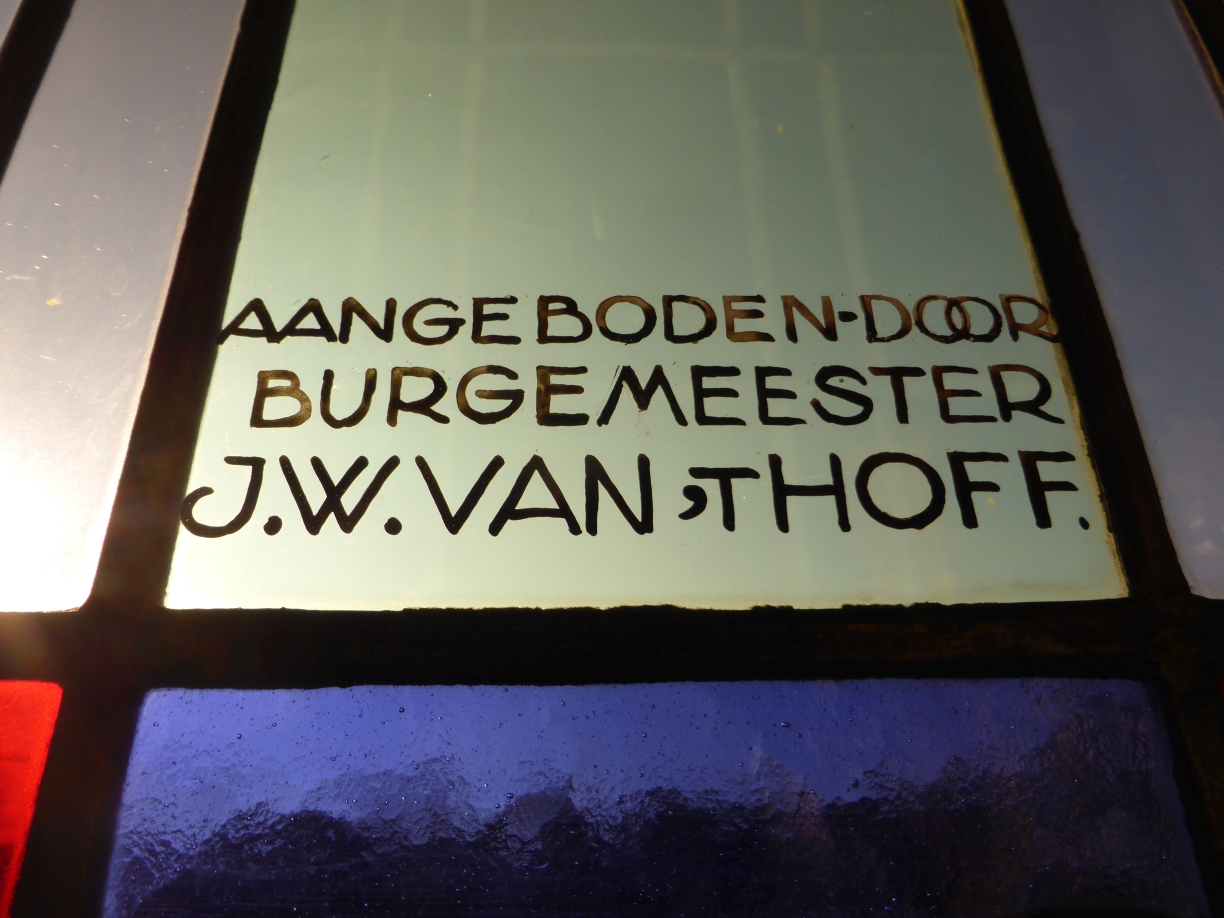 AANGEBODEN-DOOR
BURGEMEESTER
J.W. VAN 'T HOFF.